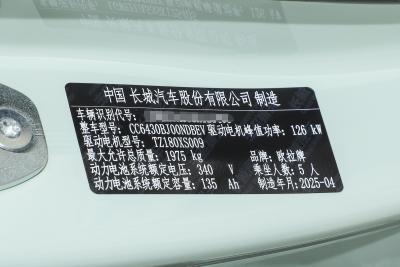 中国 长城汽车股份有限公司 制造
车辆识别代号:
整车型号: CC6430BJ00NDBEV 驱动电机峰值功率: 126 kW
驱动电机型号: TZ180XS009
最大允许总质量: 1975 kg 品牌: 欧拉牌
动力电池系统额定电压: 340 V 乘坐人数: 5 人
动力电池系统额定容量: 135 Ah 制造年月: 2025-04